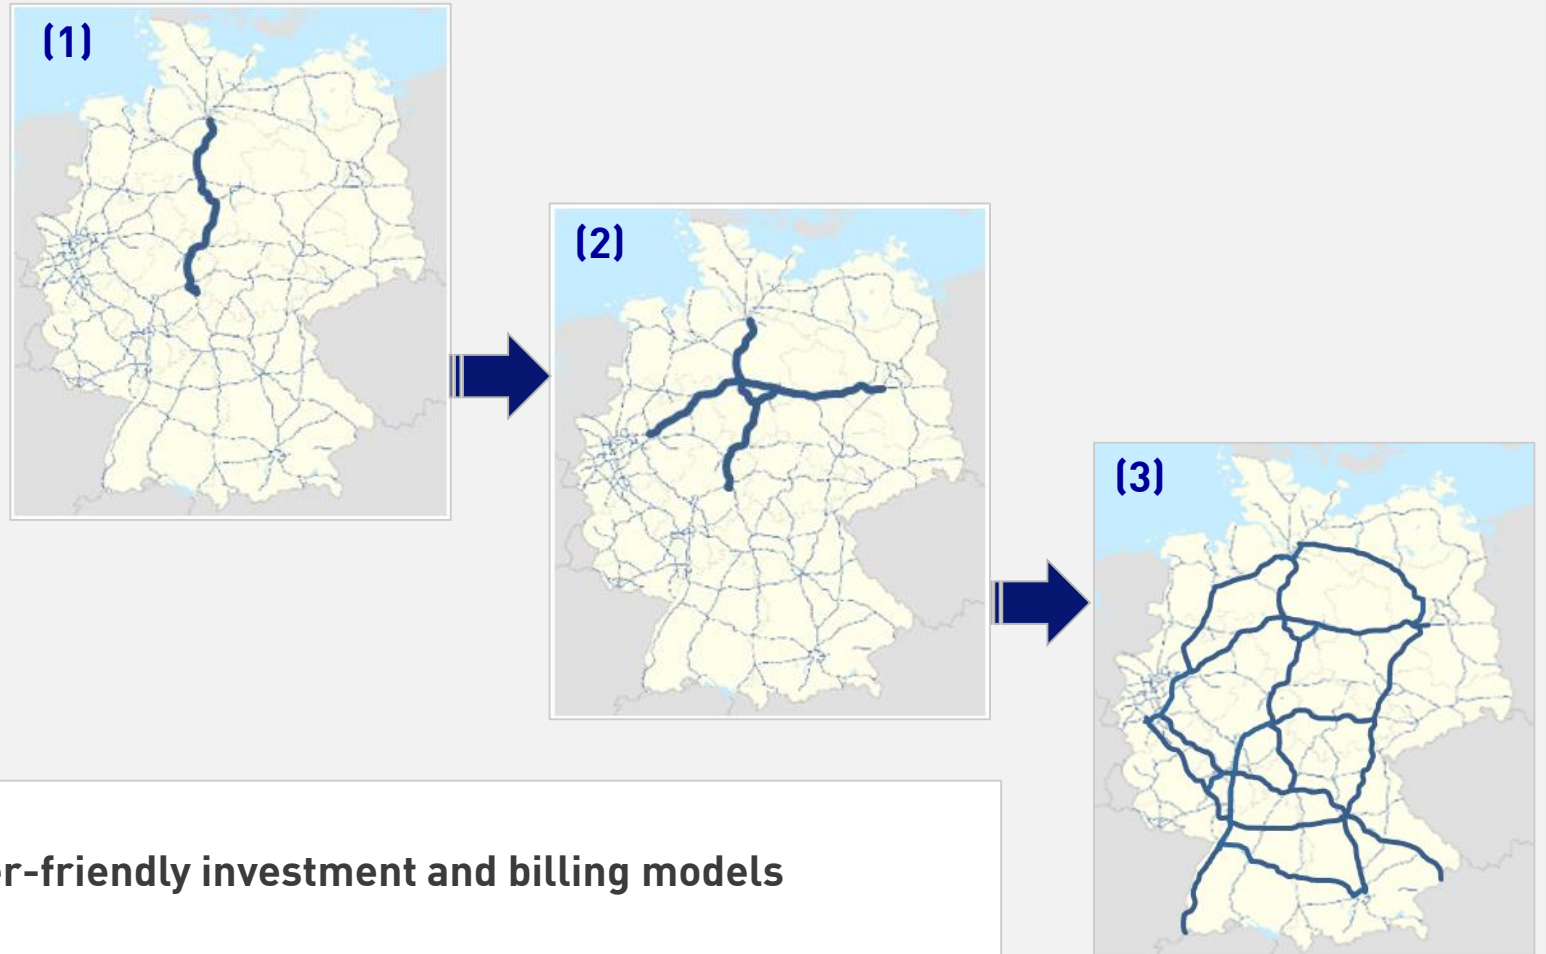 (1)
(2)
(3)
-friendly investment and billing models